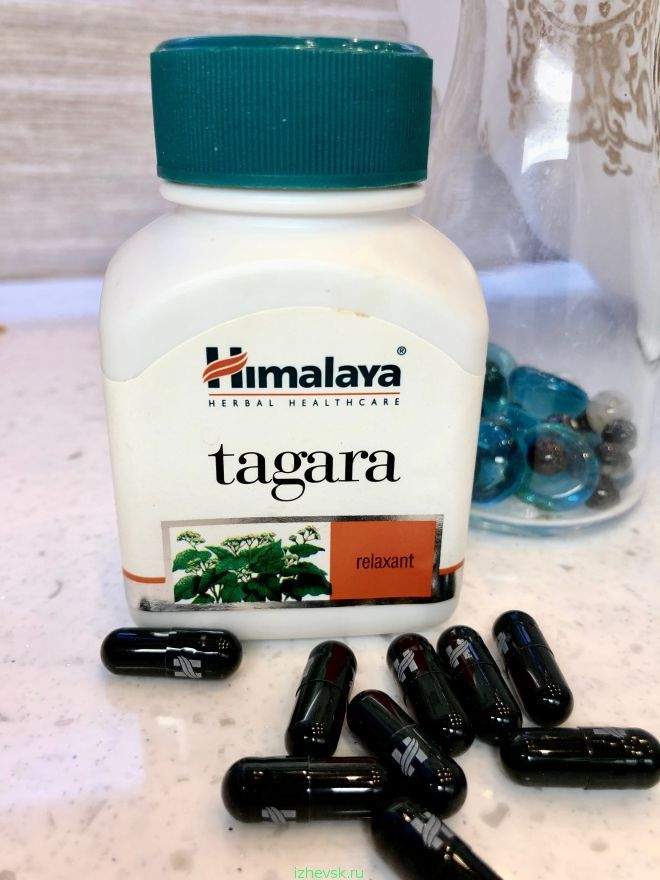 Himalaya®
HERBAL HEALTHCARE
tagara
relaxant
izhevsk.ru